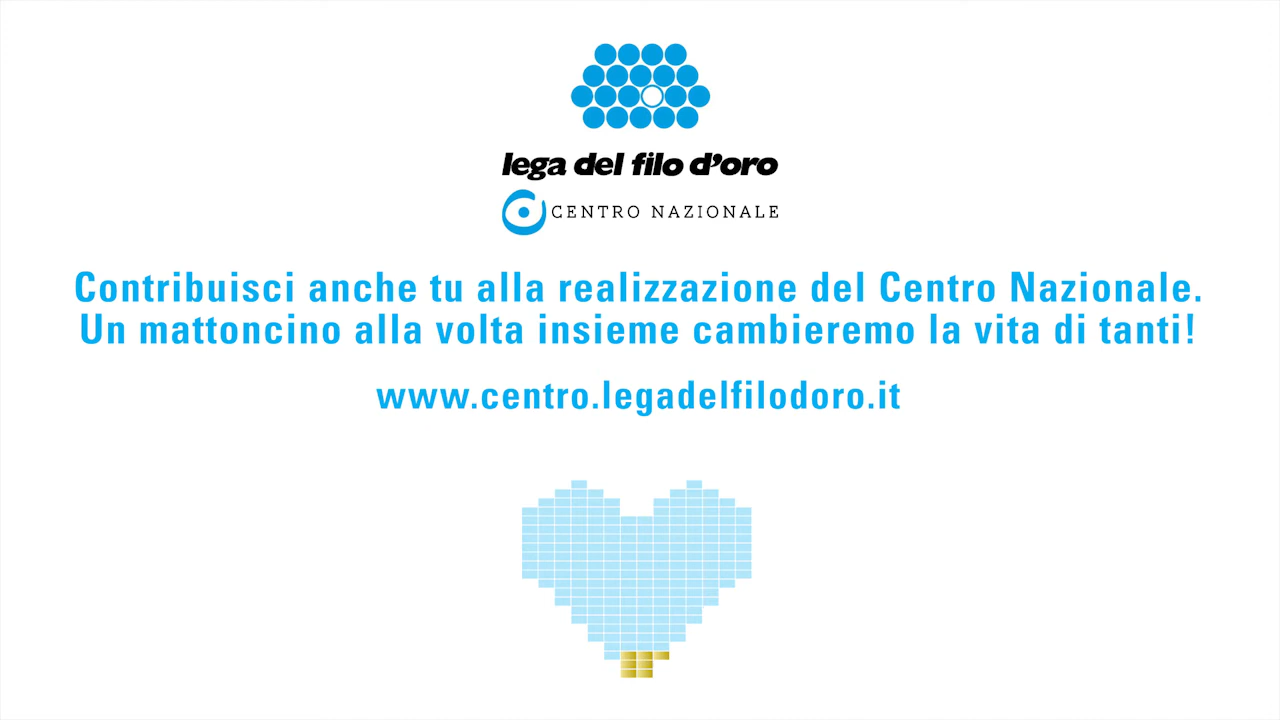 lega del filo d'oro
CENTRO NAZIONALE
Contribuisci anche tu alla realizzazione del Centro Nazionale.
Un mattoncino alla volta insieme cambieremo la vita di tanti!
www.centro.legadelfilodoro.it